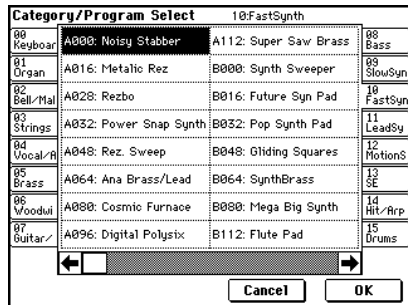 Category/Program Select 10:FastSynth
00 Keyboar
A000: Noisy Stabber A112: Super Saw Brass
08 Bass
01 Organ
A016: Metalic Rez B000: Synth Sweeper
09 SlowSyn
02 Bell/Mal
A028: Rezbo B016: Future Syn Pad
10 FastSyn
03 Strings
A032: Power Snap Synth B032: Pop Synth Pad
11 LeadSy
04 Vocal/A
A048: Rez. Sweep B048: Gliding Squares
12 MotionS
05 Brass
A064: Ana Brass/Lead B064: SynthBrass
13 SE
06 Woodwi
A080: Cosmic Furnace B080: Mega Big Synth
14 Hit/Arp
07 Guitar/
A096: Digital Polysix B112: Flute Pad
15 Drums
Cancel OK